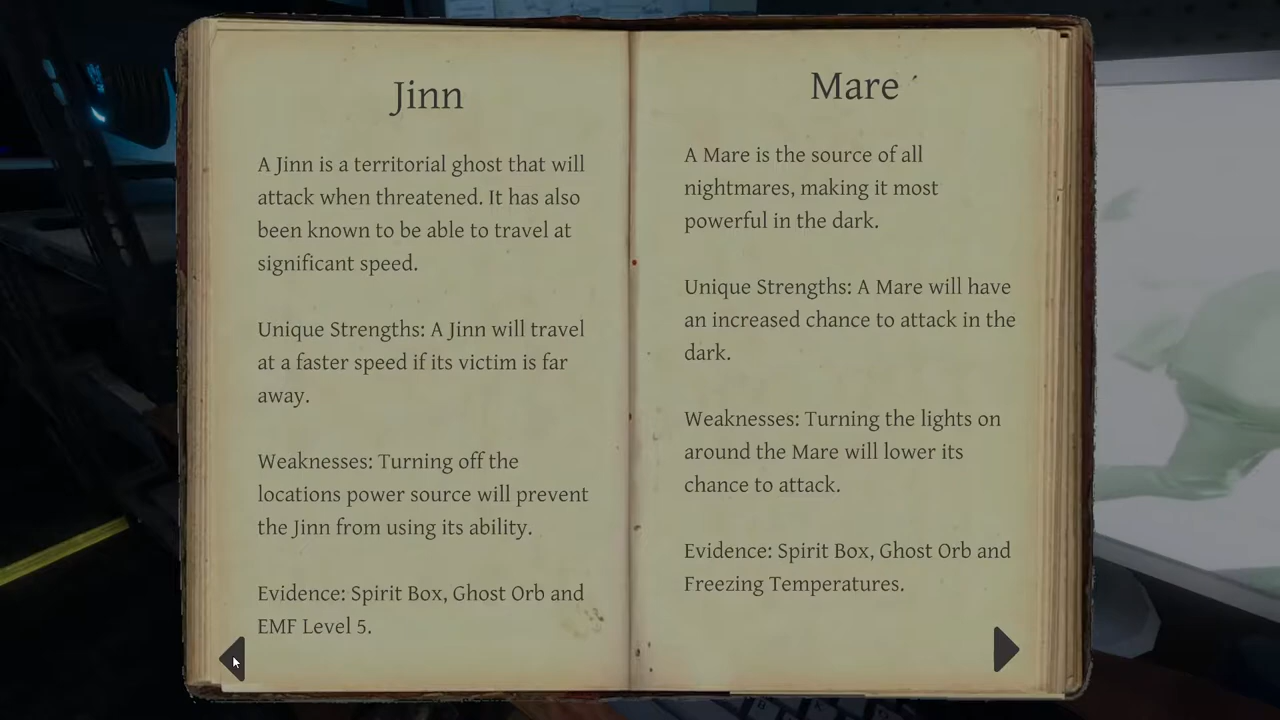 Jinn
A Jinn is a territorial ghost that will
attack when threatened. It has also
been known to be able to travel at
significant speed.
Unique Strengths: A Jinn will travel
at a faster speed if its victim is far
away.
Weaknesses: Turning off the
locations power source will prevent
the Jinn from using its ability.
Evidence: Spirit Box, Ghost Orb and
EMF Level 5.
Mare
A Mare is the source of all
nightmares, making it most
powerful in the dark.
Unique Strengths: A Mare will have
an increased chance to attack in the
dark.
Weaknesses: Turning the lights on
around the Mare will lower its
chance to attack.
Evidence: Spirit Box, Ghost Orb and
Freezing Temperatures.